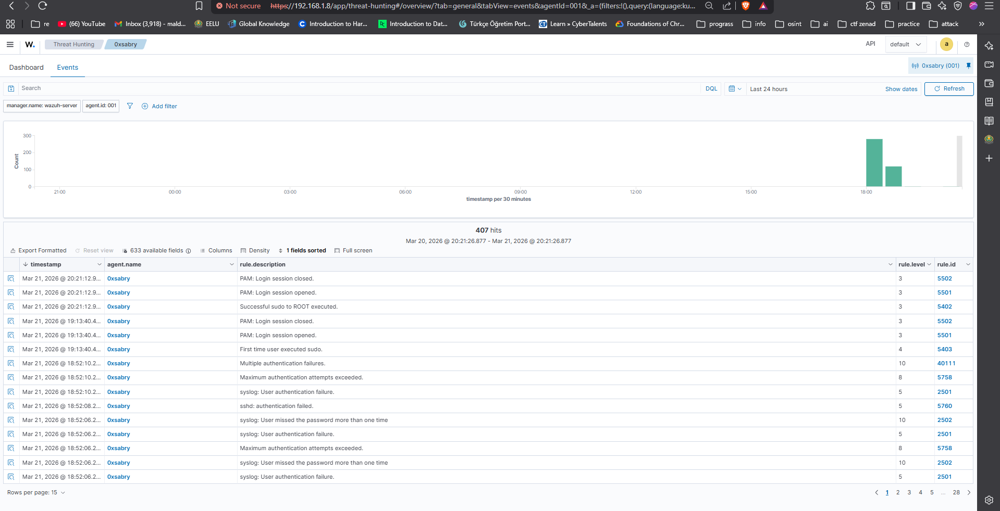 Not secure https://192.168.1.8/app/threat-hunting#/overview/?tab=general&tabView=events&agentId=001&_a=(filters:!(),query:(language:ku...
re (66) YouTube Inbox (3,918) - mald... EELU Global Knowledge Introduction to Har... Introduction to Dat... Türkçe Öğretim Port... Learn » CyberTalents Foundations of Chr... prograss info osint ai ctf zenad practice attack »
W. Threat Hunting 0xsabry API default a
Dashboard Events 0xsabry (001)
Search DQL Last 24 hours Show dates Refresh
manager.name: wazuh-server agent.id: 001 Add filter
300
200
100
0
Count
21:00 00:00 03:00 06:00 09:00 12:00 15:00 18:00
timestamp per 30 minutes
407 hits
Mar 20, 2026 @ 20:21:26.877 - Mar 21, 2026 @ 20:21:26.877
Export Formatted Reset view 633 available fields Columns Density 1 fields sorted Full screen
timestamp agent.name rule.description rule.level rule.id
Mar 21, 2026 @ 20:21:12.9... 0xsabry PAM: Login session closed. 3 5502
Mar 21, 2026 @ 20:21:12.9... 0xsabry PAM: Login session opened. 3 5501
Mar 21, 2026 @ 20:21:12.9... 0xsabry Successful sudo to ROOT executed. 3 5402
Mar 21, 2026 @ 19:13:40.4... 0xsabry PAM: Login session closed. 3 5502
Mar 21, 2026 @ 19:13:40.4... 0xsabry PAM: Login session opened. 3 5501
Mar 21, 2026 @ 19:13:40.4... 0xsabry First time user executed sudo. 4 5403
Mar 21, 2026 @ 18:52:10.2... 0xsabry Multiple authentication failures. 10 40111
Mar 21, 2026 @ 18:52:10.2... 0xsabry Maximum authentication attempts exceeded. 8 5758
Mar 21, 2026 @ 18:52:10.2... 0xsabry syslog: User authentication failure. 5 2501
Mar 21, 2026 @ 18:52:08.2... 0xsabry sshd: authentication failed. 5 5760
Mar 21, 2026 @ 18:52:06.2... 0xsabry syslog: User missed the password more than one time 10 2502
Mar 21, 2026 @ 18:52:06.2... 0xsabry syslog: User authentication failure. 5 2501
Mar 21, 2026 @ 18:52:06.2... 0xsabry Maximum authentication attempts exceeded. 8 5758
Mar 21, 2026 @ 18:52:06.2... 0xsabry syslog: User missed the password more than one time 10 2502
Mar 21, 2026 @ 18:52:06.2... 0xsabry syslog: User authentication failure. 5 2501
Rows per page: 15 1 2 3 4 5 ... 28